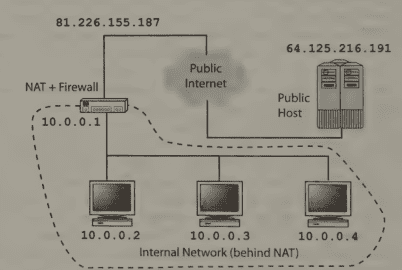 81.226.155.187
64.125.216.191
Public
Internet
NAT + Firewall
Public
Host
10.0.0.1
10.0.0.2
10.0.0.3
10.0.0.4
Internal Network (behind NAT)